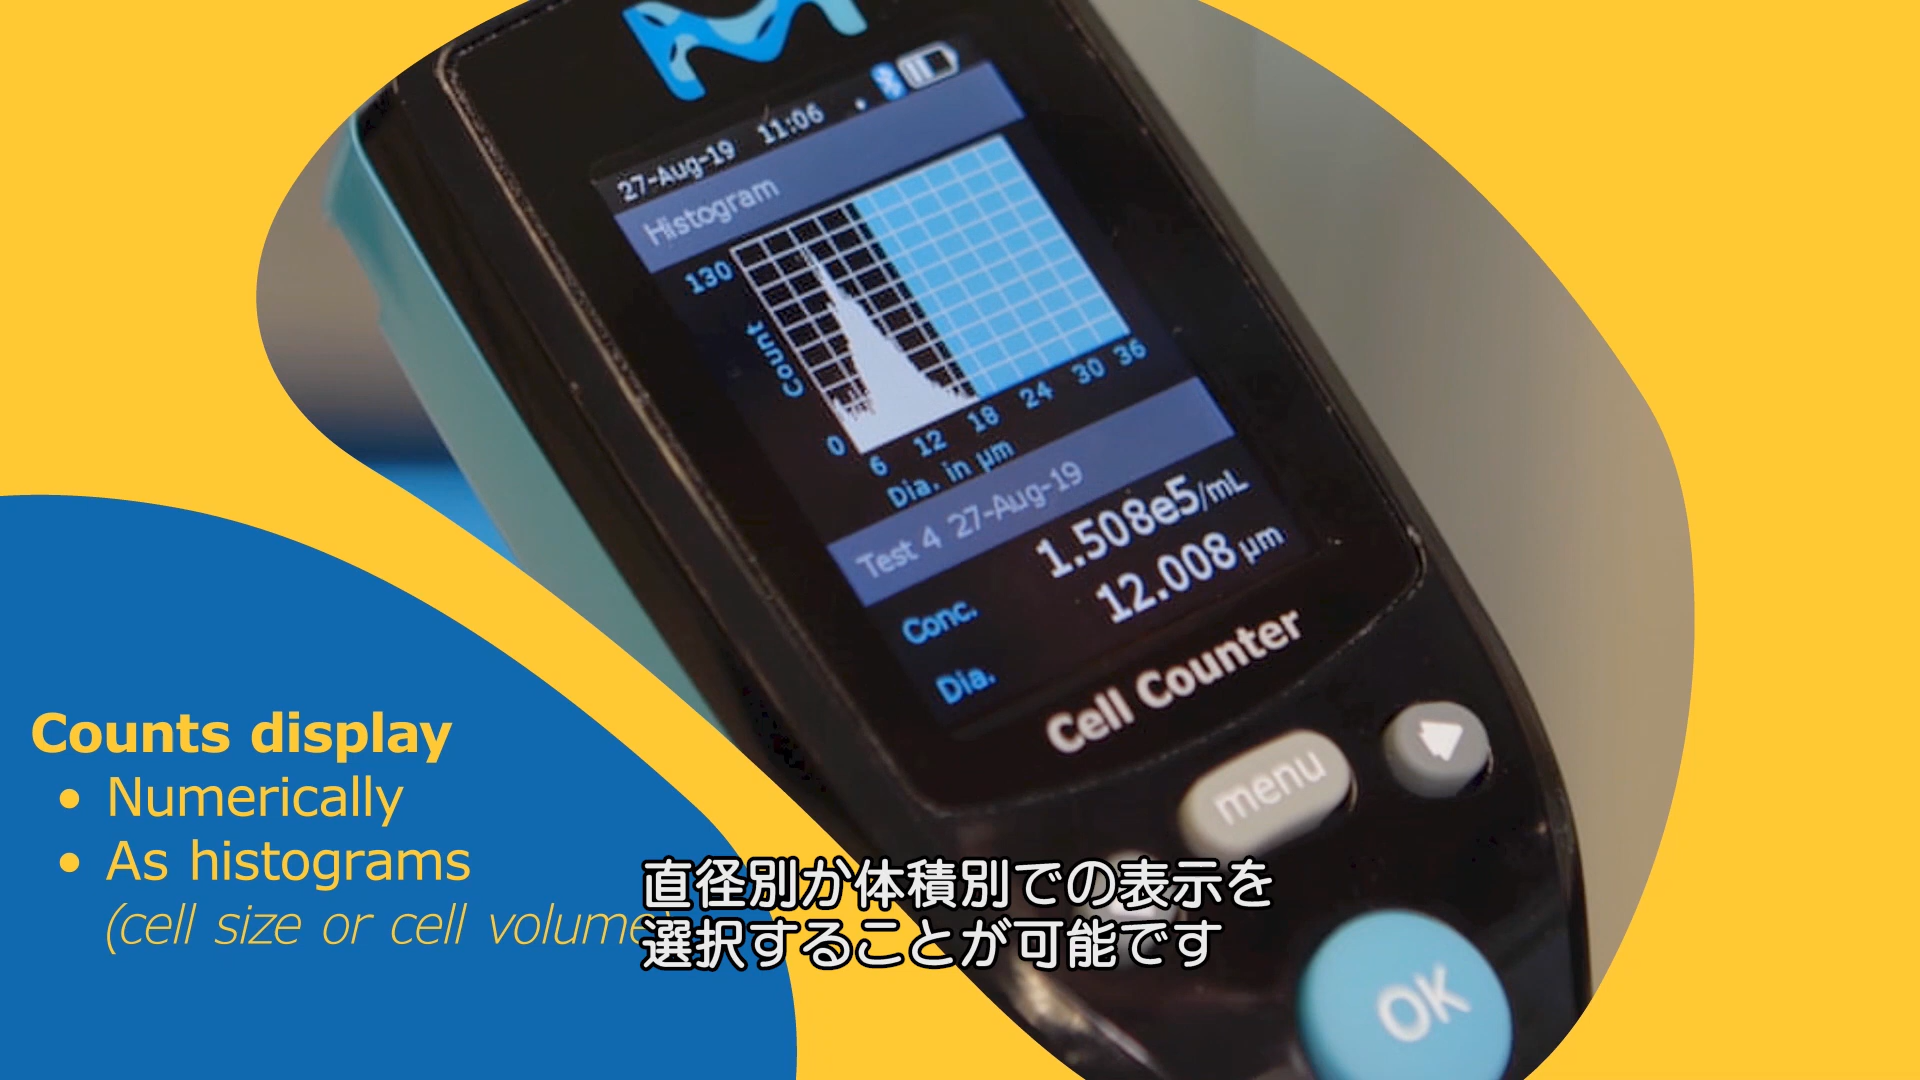 27-Aug-19 11:06
Histogram
130
Count
0
6 12 18 24 30 36
Dia. in µm
Test 4 27-Aug-19
Conc. 1.508e5/mL
Dia. 12.008 µm
Cell Counter
menu
OK
Counts display
• Numerically
• As histograms
(cell size or cell volume)
直径別か体積別での表示を
選択することが可能です